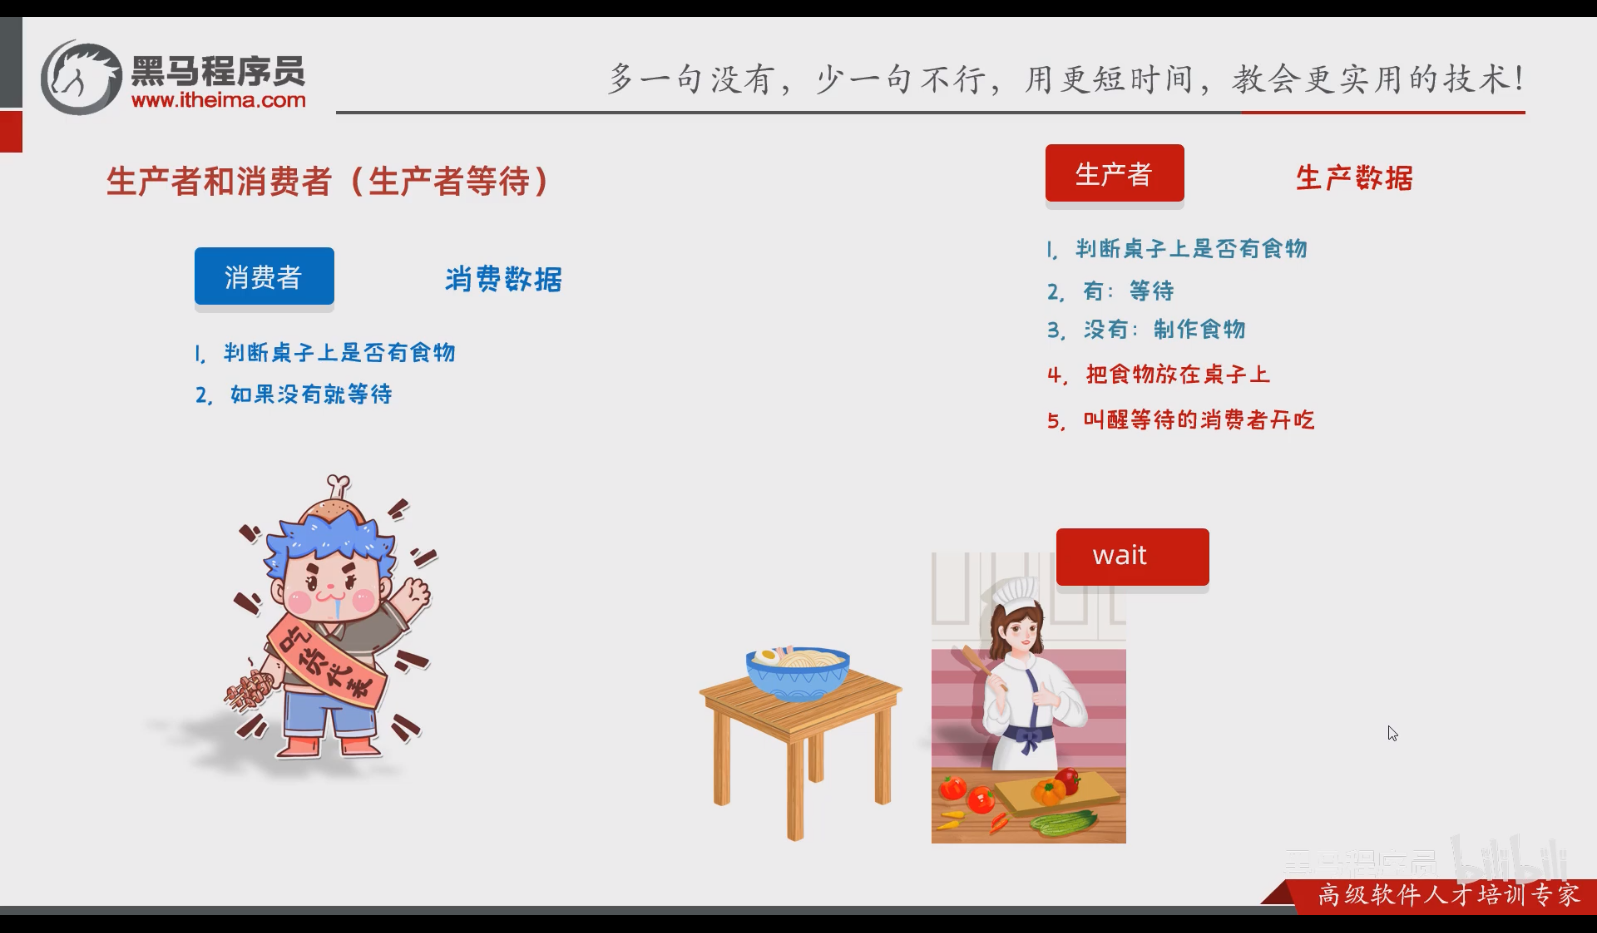 黑马程序员
www.itheima.com
多一句没有，少一句不行，用更短时间，教会更实用的技术！
生产者和消费者（生产者等待）
消费者
消费数据
1，判断桌子上是否有食物
2，如果没有就等待
生产者
生产数据
1，判断桌子上是否有食物
2，有：等待
3，没有：制作食物
4，把食物放在桌子上
5，叫醒等待的消费者开吃
吃货代表
wait
黑马程序员 bilibili
高级软件人才培训专家